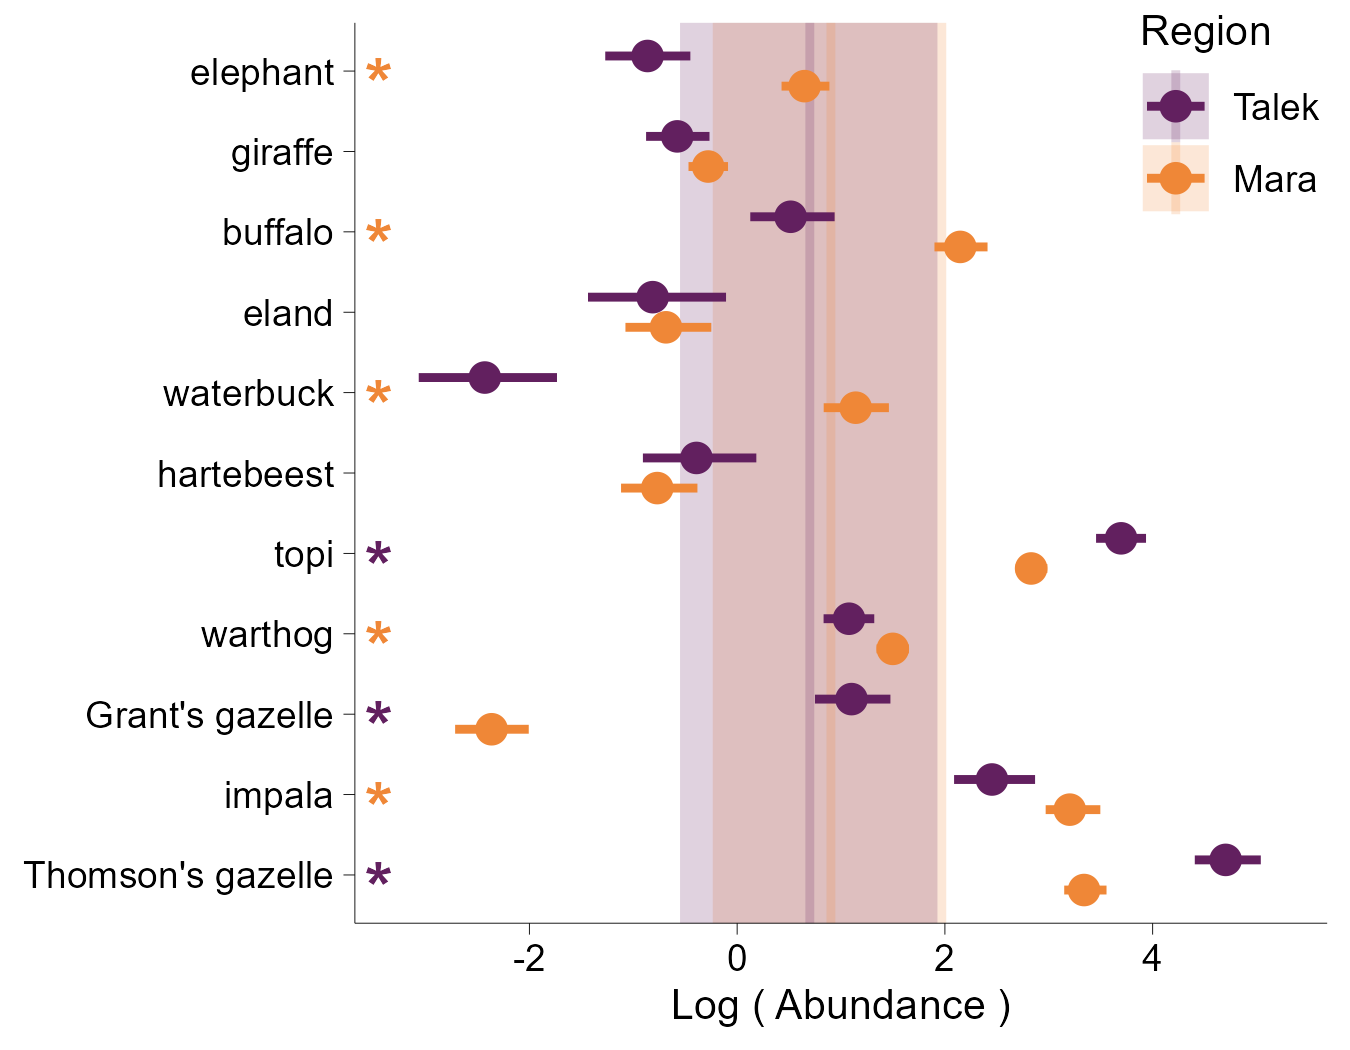 Region
Talek
Mara
elephant *
giraffe
buffalo *
eland
waterbuck *
hartebeest
topi *
warthog *
Grant's gazelle *
impala *
Thomson's gazelle *
-2 0 2 4
Log ( Abundance )